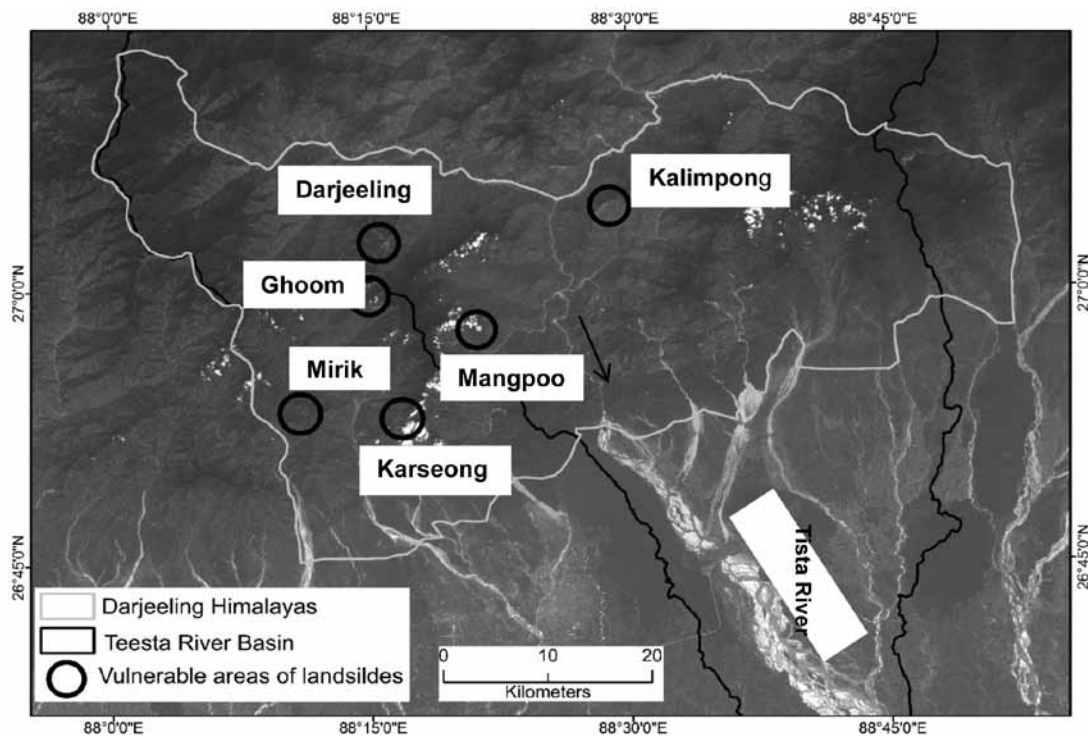 88°0'0"E 88°15'0"E 88°30'0"E 88°45'0"E
Darjeeling
Kalimpong
Ghoom
27°0'0"N
27°0'0"N
Mirik
Mangpoo
Karseong
Tista River
26°45'0"N
26°45'0"N
Darjeeling Himalayas
Teesta River Basin
Vulnerable areas of landsildes
0 10 20
Kilometers
88°0'0"E 88°15'0"E 88°30'0"E 88°45'0"E